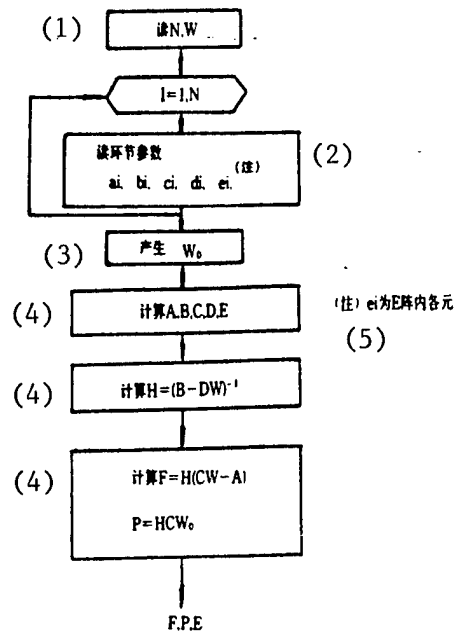 (1)
读N,W
I=1,N
读环节参数
ai, bi, ci, di, ei, (注)
(2)
(3)
产生 W₀
(4)
计算A,B,C,D,E
(注) ei为E阵内各元
(5)
(4)
计算H=(B-DW)⁻¹
(4)
计算F=H(CW-A)
P=HCW₀
F,P,E